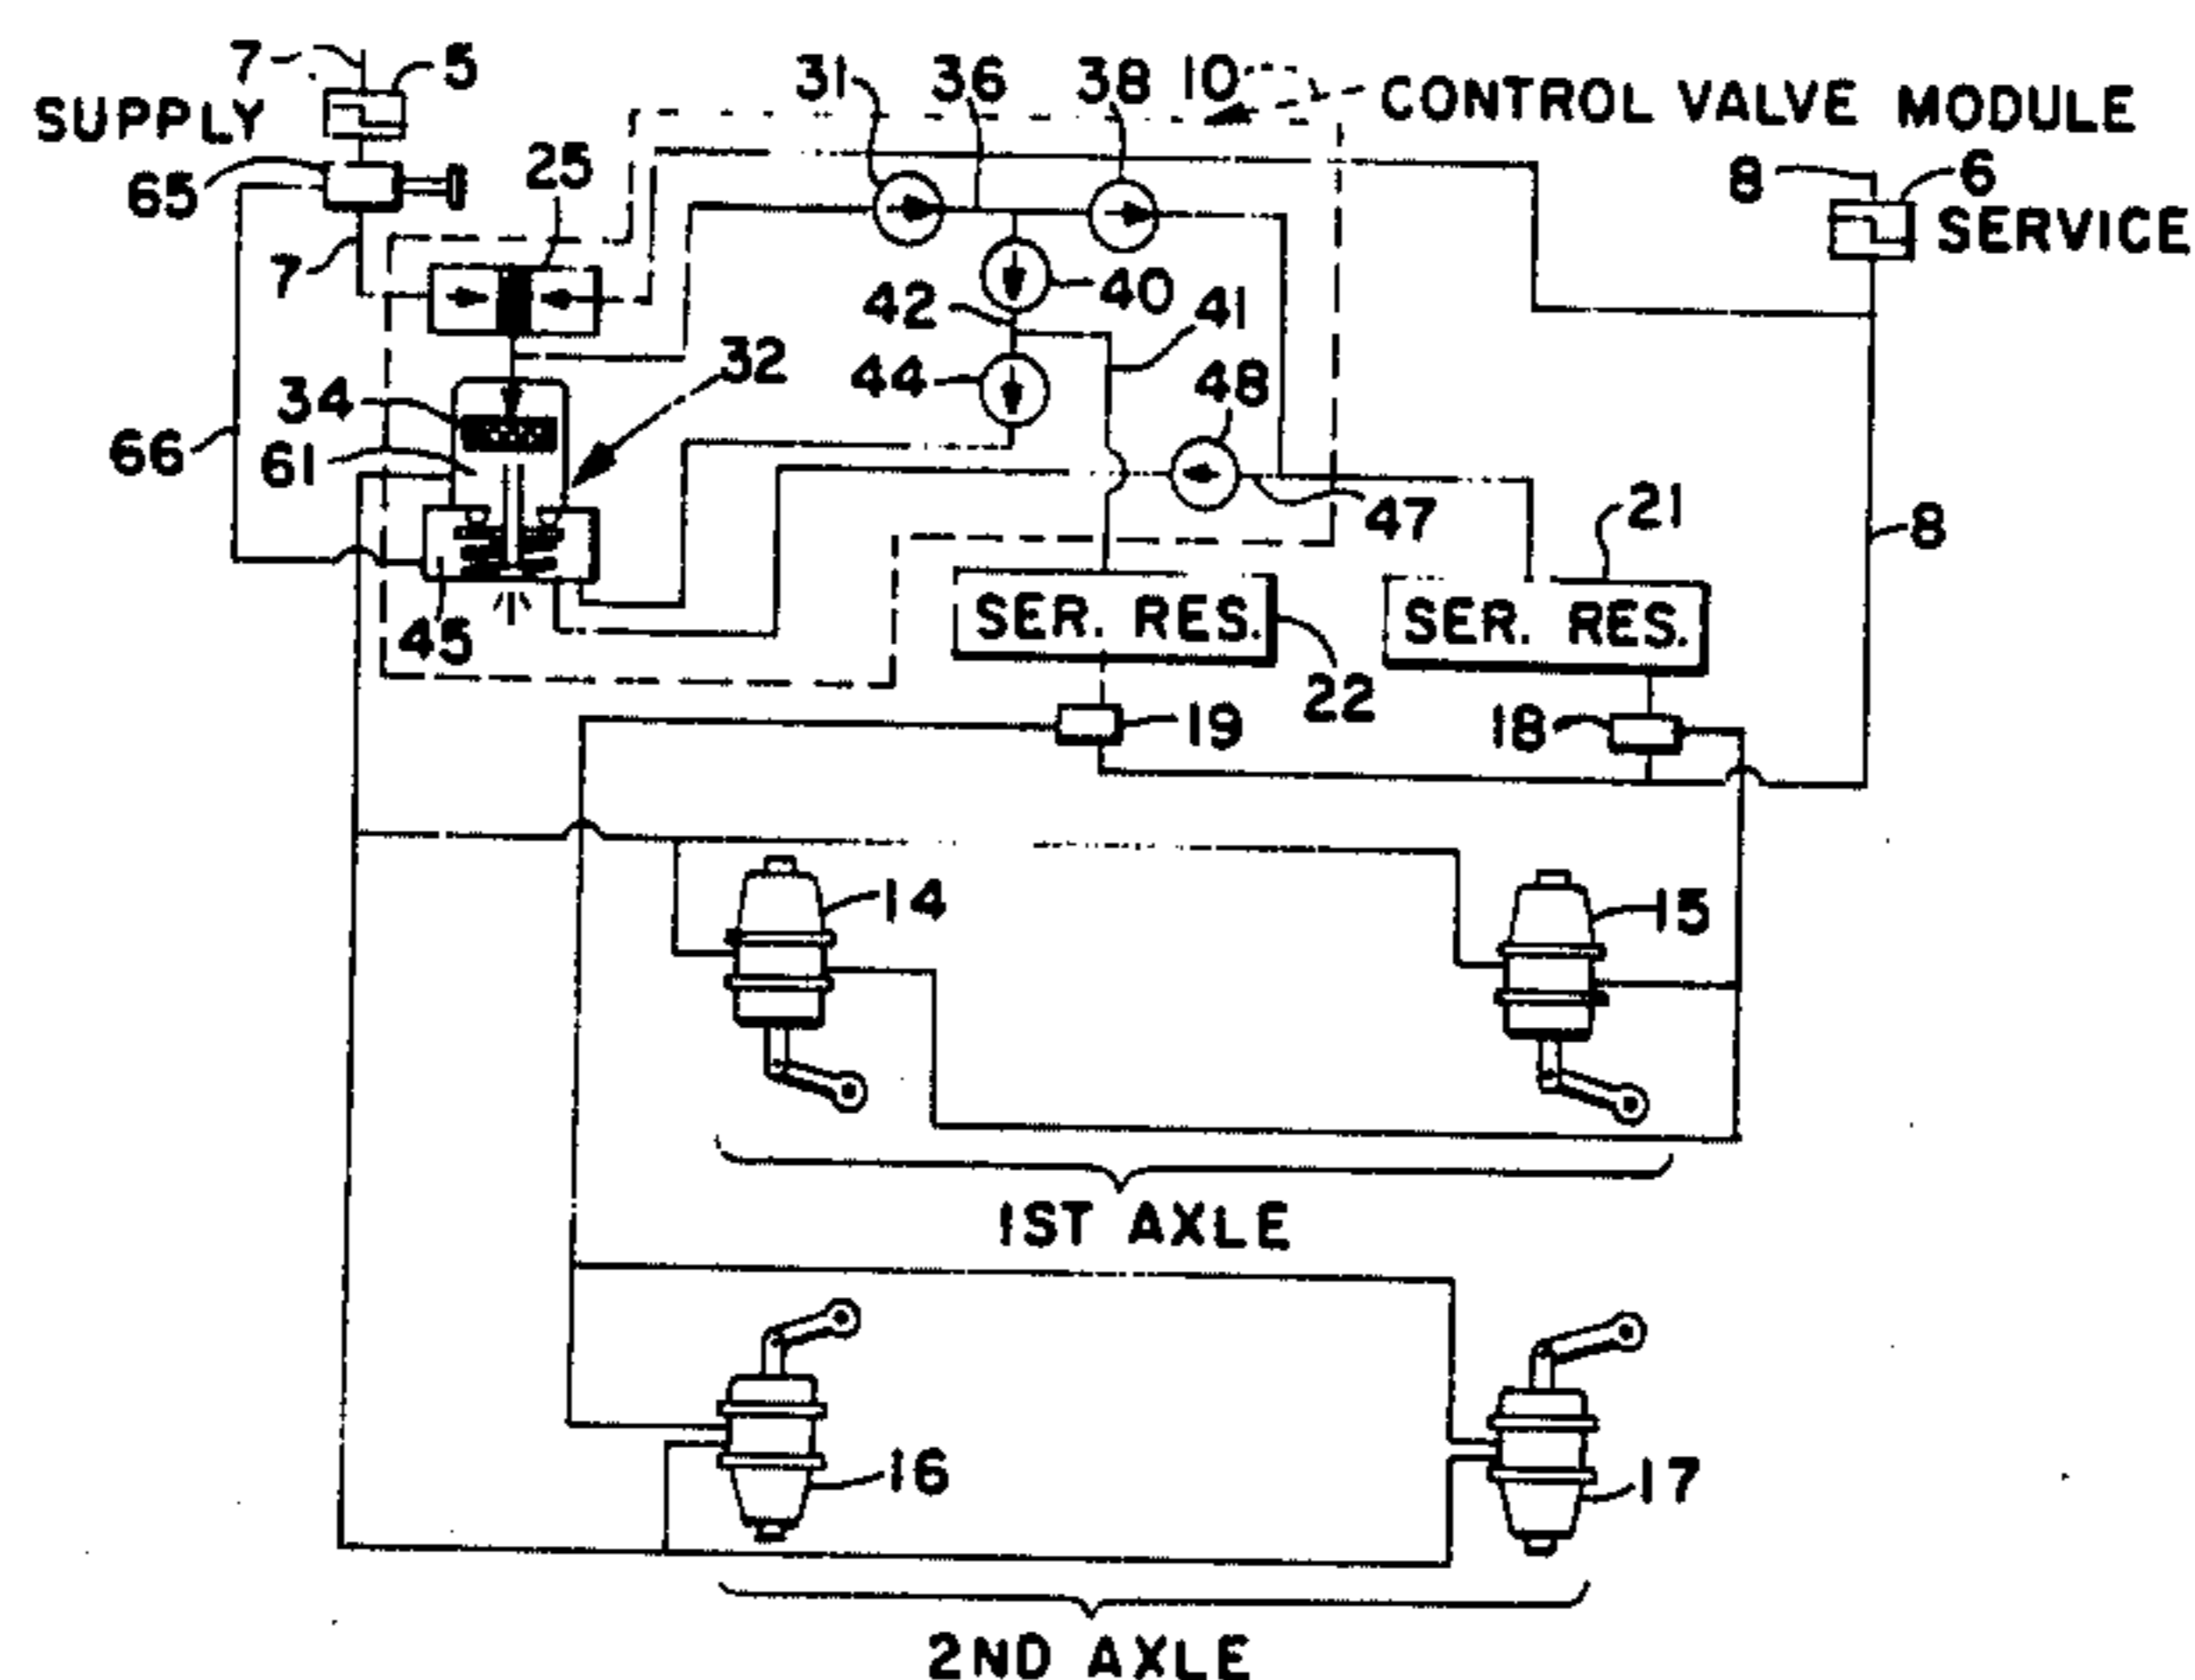 7 5
SUPPLY
65
7
25
31 36 38 10 CONTROL VALVE MODULE
8 6
SERVICE
42 40 41
32
34
44 48
66 61
47
21
8
45
SER. RES.
22
SER. RES.
19
18
14
15
1ST AXLE
16
17
2ND AXLE